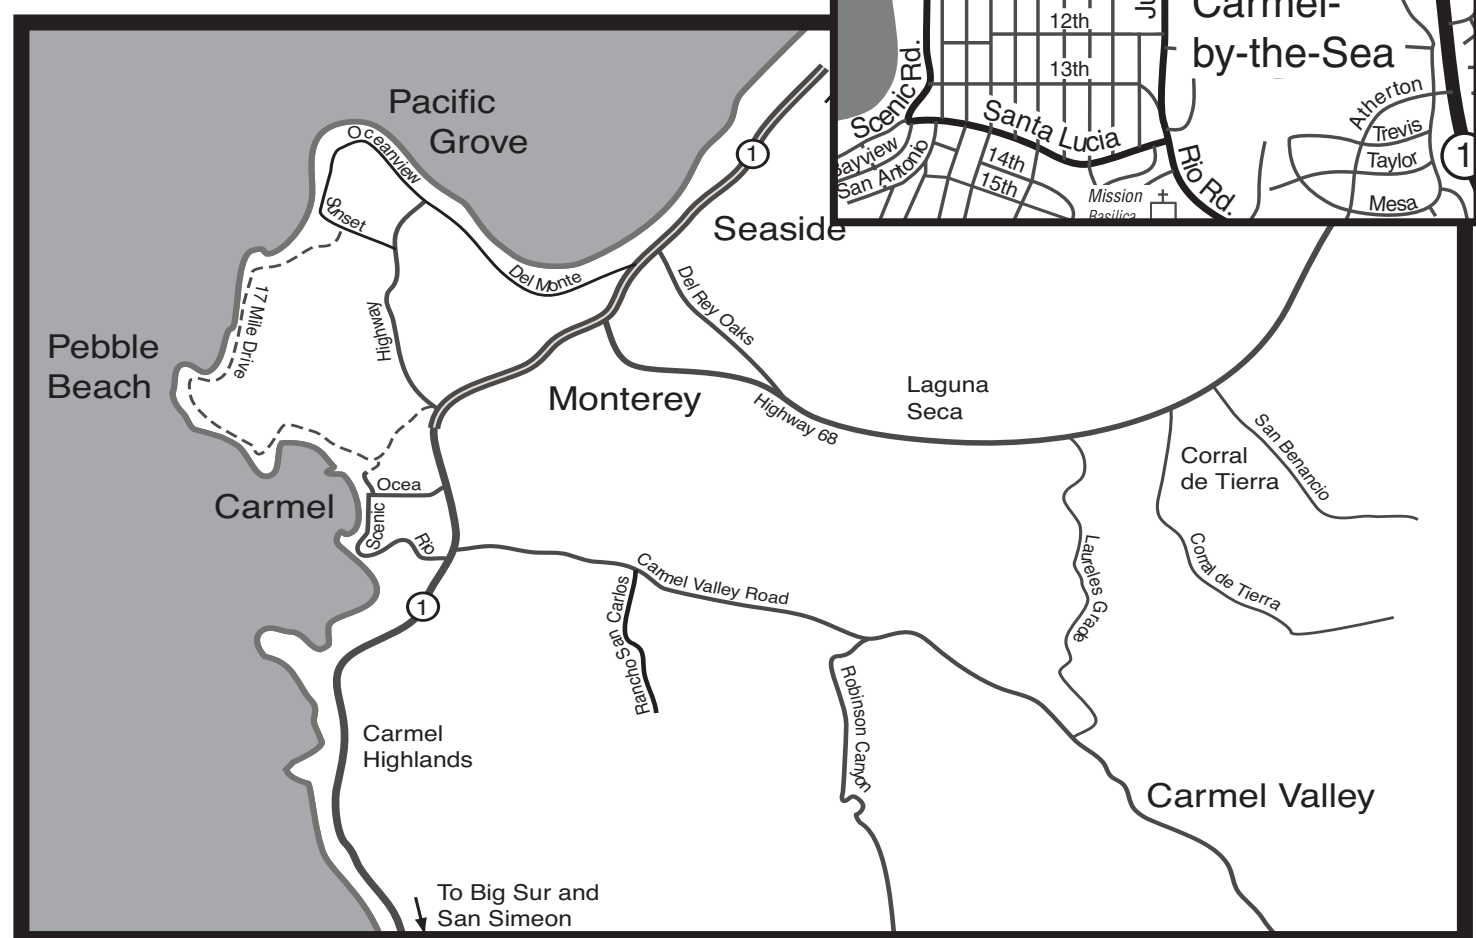 Carmel-
by-the-Sea
12th
13th
Scenic Rd.
Santa Lucia
Bayview
San Antonio
14th
15th
Rio Rd.
Mission
Basilica
Atherton
Trevis
Taylor
Mesa
1
Pacific
Grove
Oceanview
Sunset
1
Seaside
Del Monte
Del Rey Oaks
17 Mile Drive
Highway
Pebble
Beach
Monterey
Highway 68
Laguna
Seca
San Benancio
Corral
de Tierra
Carmel
Ocea
Scenic
Rio
Carmel Valley Road
Rancho San Carlos
Laureles Grade
Corral de Tierra
1
Robinson Canyon
Carmel
Highlands
Carmel Valley
To Big Sur and
San Simeon